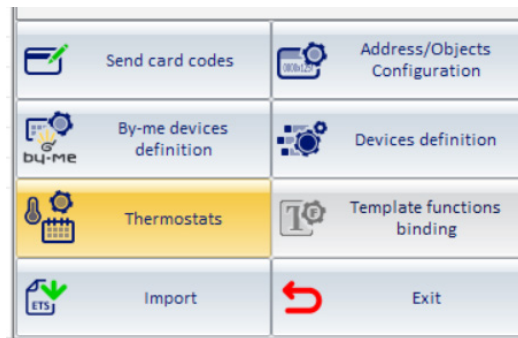 Send card codes
Address/Objects
Configuration
by-me
By-me devices
definition
Devices definition
Thermostats
Template functions
binding
ETS
Import
Exit